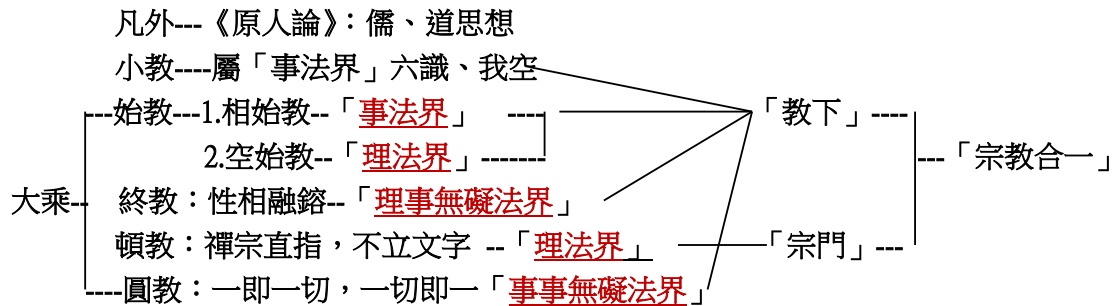 凡外---《原人論》：儒、道思想
小教----屬「事法界」六識、我空
---始教---1.相始教--「事法界」 ---- 「教下」----
2.空始教--「理法界」------- ---「宗教合一」
大乘-- 終教：性相融鎔--「理事無礙法界」
頓教：禪宗直指，不立文字 --「理法界」 「宗門」---
----圓教：一即一切，一切即一「事事無礙法界」